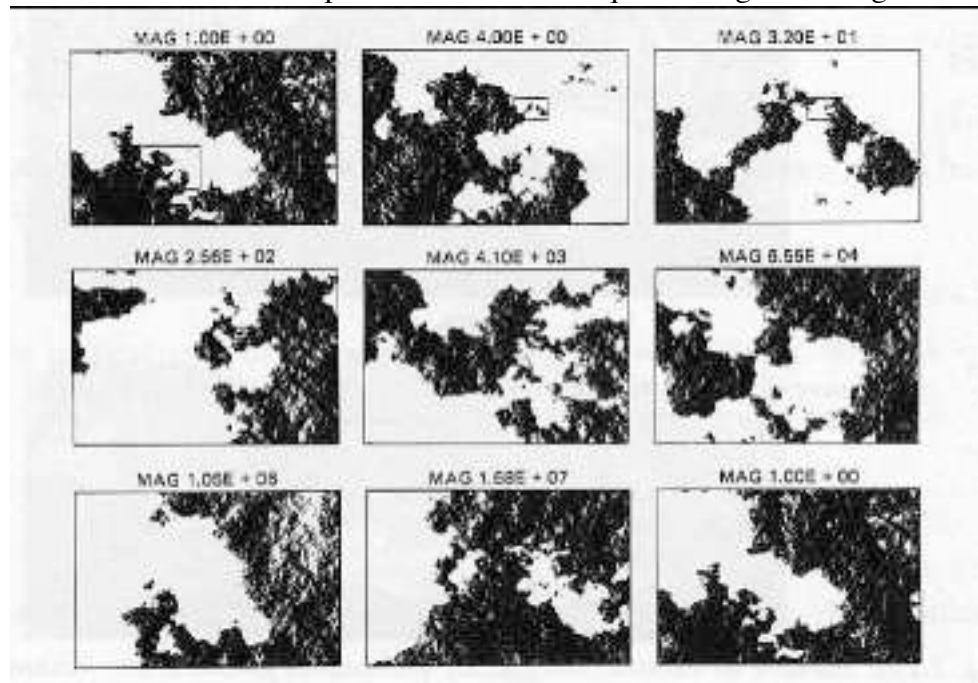 MAG 1.00E + 00
MAG 4.00E + 00
MAG 3.20E + 01
MAG 2.56E + 02
MAG 4.10E + 03
MAG 6.55E + 04
MAG 1.05E + 06
MAG 1.68E + 07
MAG 1.00E + 00